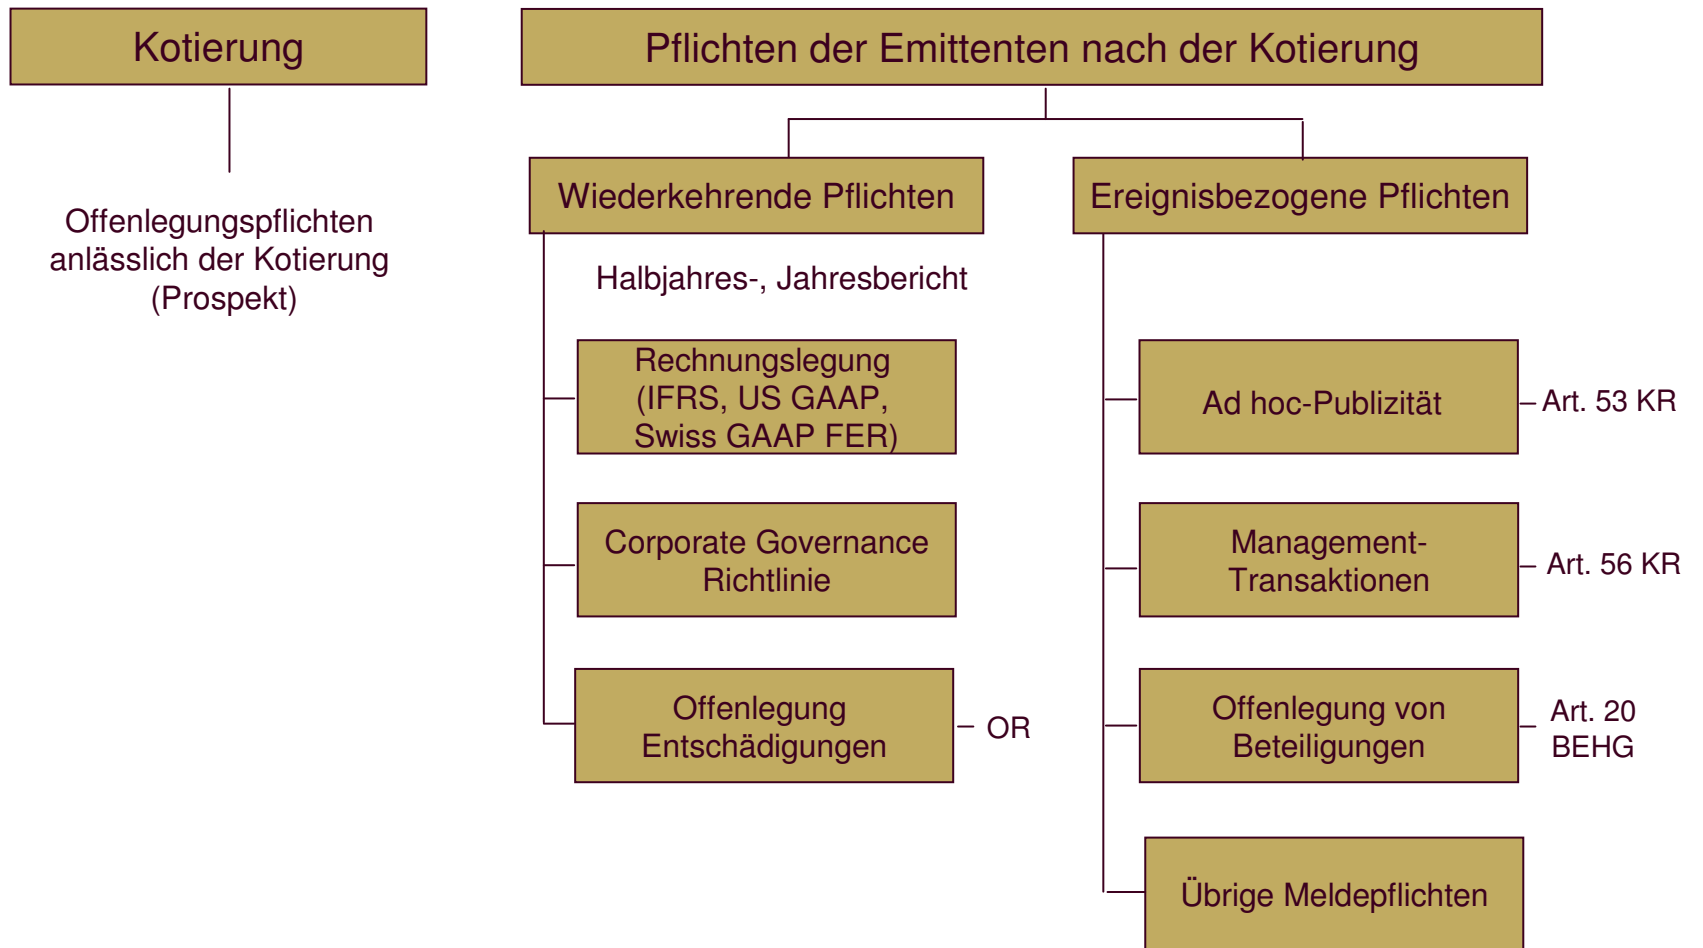 Kotierung
Offenlegungspflichten
anlässlich der Kotierung
(Prospekt)
Pflichten der Emittenten nach der Kotierung
Wiederkehrende Pflichten
Halbjahres-, Jahresbericht
Rechnungslegung
(IFRS, US GAAP,
Swiss GAAP FER)
Corporate Governance
Richtlinie
Offenlegung
Entschädigungen
OR
Ereignisbezogene Pflichten
Ad hoc-Publizität
Art. 53 KR
Management-
Transaktionen
Art. 56 KR
Offenlegung von
Beteiligungen
Art. 20
BEHG
Übrige Meldepflichten